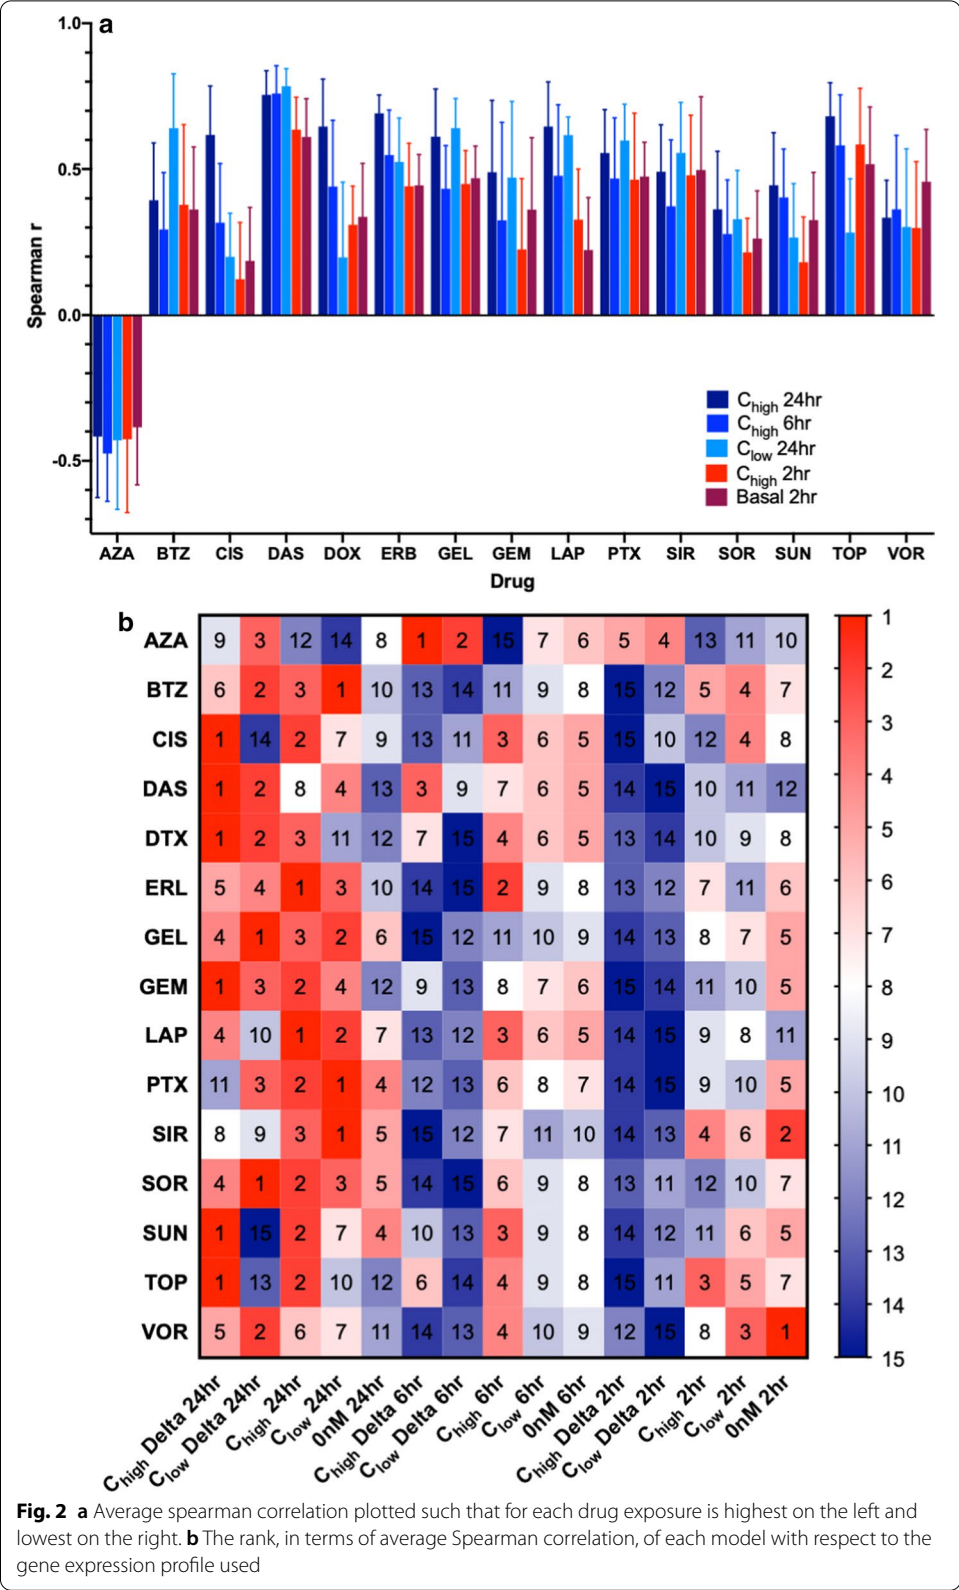 a
1.0
0.5
0.0
-0.5
Spearman r
C high 24hr
C high 6hr
C low 24hr
C high 2hr
Basal 2hr
AZA BTZ CIS DAS DOX ERB GEL GEM LAP PTX SIR SOR SUN TOP VOR
Drug
b
AZA 9 3 12 14 8 1 2 15 7 6 5 4 13 11 10
BTZ 6 2 3 1 10 13 14 11 9 8 15 12 5 4 7
CIS 1 14 2 7 9 13 11 3 6 5 15 10 12 4 8
DAS 1 2 8 4 13 3 9 7 6 5 14 15 10 11 12
DTX 1 2 3 11 12 7 15 4 6 5 13 14 10 9 8
ERL 5 4 1 3 10 14 15 2 9 8 13 12 7 11 6
GEL 4 1 3 2 6 15 12 11 10 9 14 13 8 7 5
GEM 1 3 2 4 12 9 13 8 7 6 15 14 11 10 5
LAP 4 10 1 2 7 13 12 3 6 5 14 15 9 8 11
PTX 11 3 2 1 4 12 13 6 8 7 14 15 9 10 5
SIR 8 9 3 1 5 15 12 7 11 10 14 13 4 6 2
SOR 4 1 2 3 5 14 15 6 9 8 13 11 12 10 7
SUN 1 15 2 7 4 10 13 3 9 8 14 12 11 6 5
TOP 1 13 2 10 12 6 14 4 9 8 15 11 3 5 7
VOR 5 2 6 7 11 14 13 4 10 9 12 15 8 3 1
1
2
3
4
5
6
7
8
9
10
11
12
13
14
15
C high Delta 24hr
C low Delta 24hr
C high 24hr
C low 24hr
0nM 24hr
C high Delta 6hr
C low Delta 6hr
C high 6hr
C low 6hr
0nM 6hr
C high Delta 2hr
C low Delta 2hr
C high 2hr
C low 2hr
0nM 2hr
Fig. 2 a Average spearman correlation plotted such that for each drug exposure is highest on the left and
lowest on the right. b The rank, in terms of average Spearman correlation, of each model with respect to the
gene expression profile used